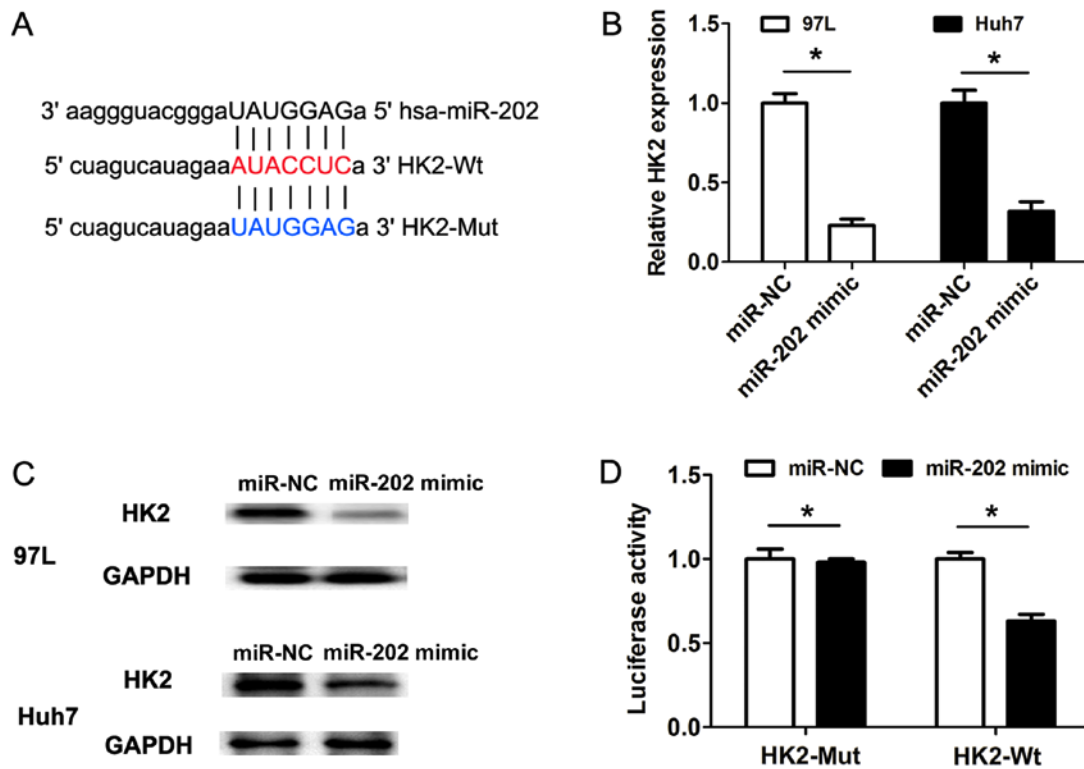 A
3' aaggguacgggaUAUGGAGa 5' hsa-miR-202
5' cuagucauagaaAUACCUCa 3' HK2-Wt
5' cuagucauagaaUAUGGAGa 3' HK2-Mut
B
97L Huh7
Relative HK2 expression
1.5
1.0
0.5
0.0
* *
miR-NC
miR-202 mimic
miR-NC
miR-202 mimic
C
miR-NC miR-202 mimic
HK2
97L
GAPDH
miR-NC miR-202 mimic
HK2
Huh7
GAPDH
D
miR-NC miR-202 mimic
Luciferase activity
1.5
1.0
0.5
0.0
* *
HK2-Mut HK2-Wt